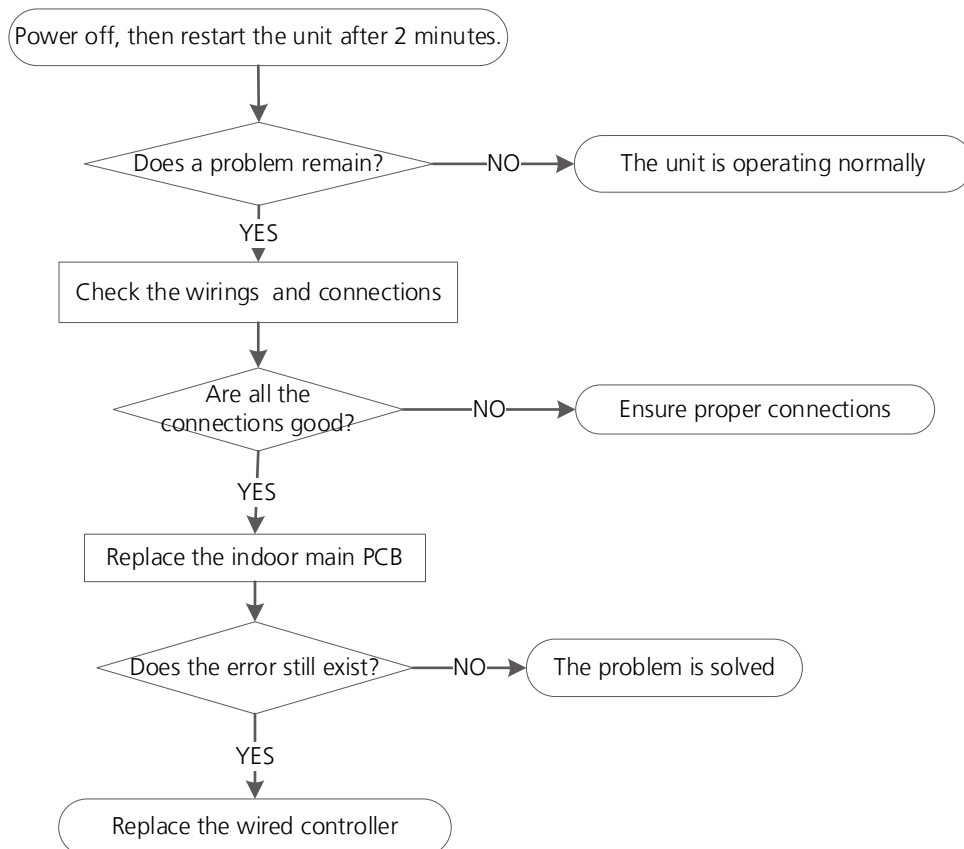 Power off, then restart the unit after 2 minutes.
Does a problem remain?
NO
The unit is operating normally
YES
Check the wirings and connections
Are all the
connections good?
NO
Ensure proper connections
YES
Replace the indoor main PCB
Does the error still exist?
NO
The problem is solved
YES
Replace the wired controller